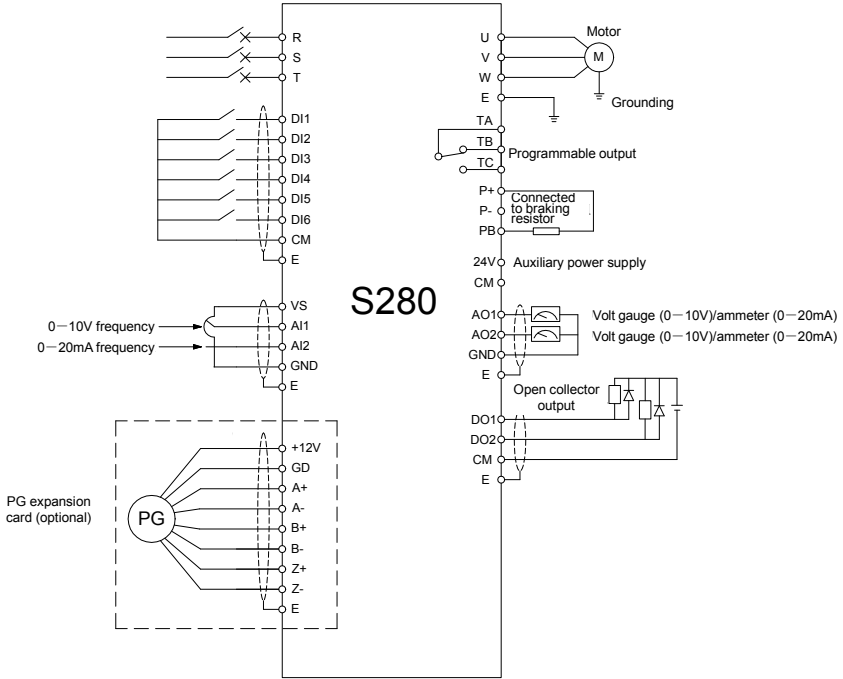 R
S
T
DI1
DI2
DI3
DI4
DI5
DI6
CM
E
VS
0－10V frequency
AI1
0－20mA frequency
AI2
GND
E
PG expansion
card (optional)
PG
+12V
GD
A+
A-
B+
B-
Z+
Z-
E
S280
U
V
W
E
Motor
M
Grounding
TA
TB
TC
Programmable output
P+
P-
PB
Connected
to braking
resistor
24V
Auxiliary power supply
CM
AO1
Volt gauge (0－10V)/ammeter (0－20mA)
AO2
Volt gauge (0－10V)/ammeter (0－20mA)
GND
E
Open collector
output
DO1
DO2
CM
E